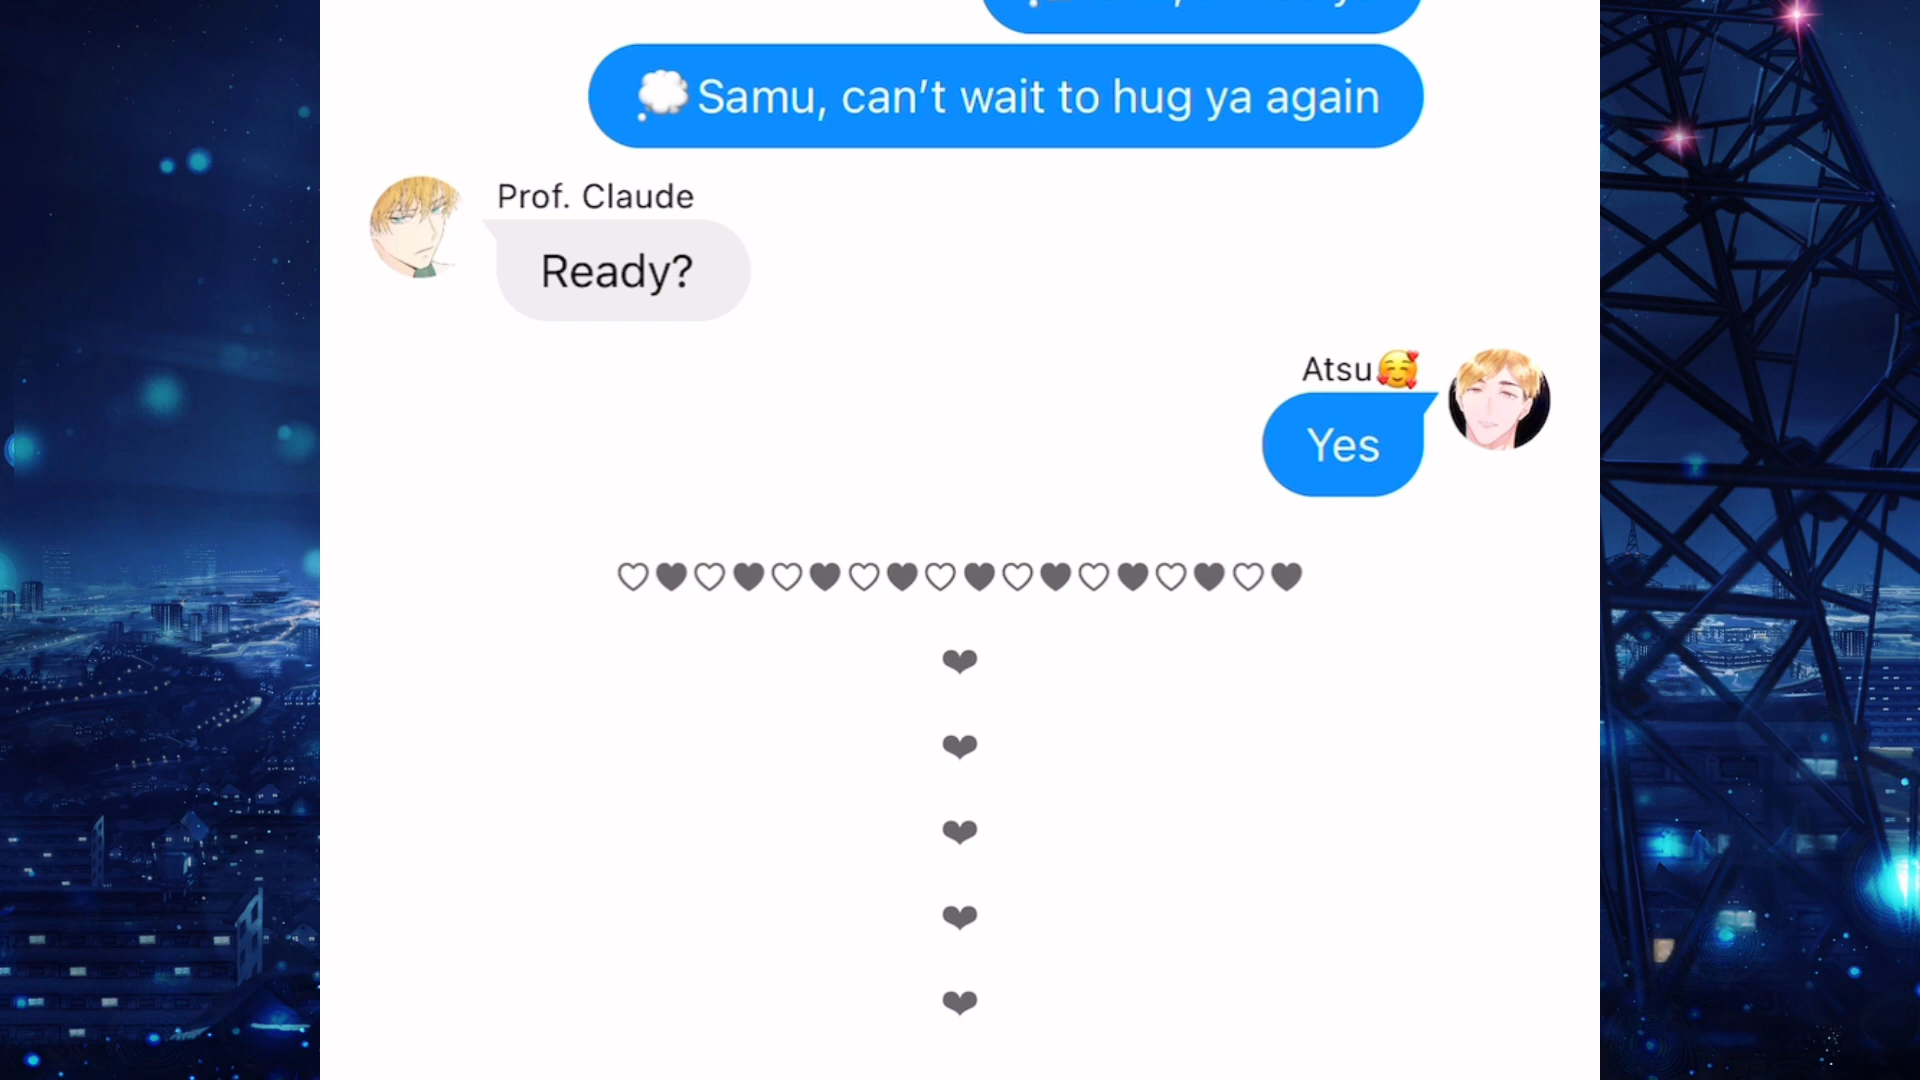 💭 Samu, can’t wait to hug ya again
Prof. Claude
Ready?
Atsu🥰
Yes
♡♥♡♥♡♥♡♥♡♥♡♥♡♥♡♥♡♥
❤
❤
❤
❤
❤